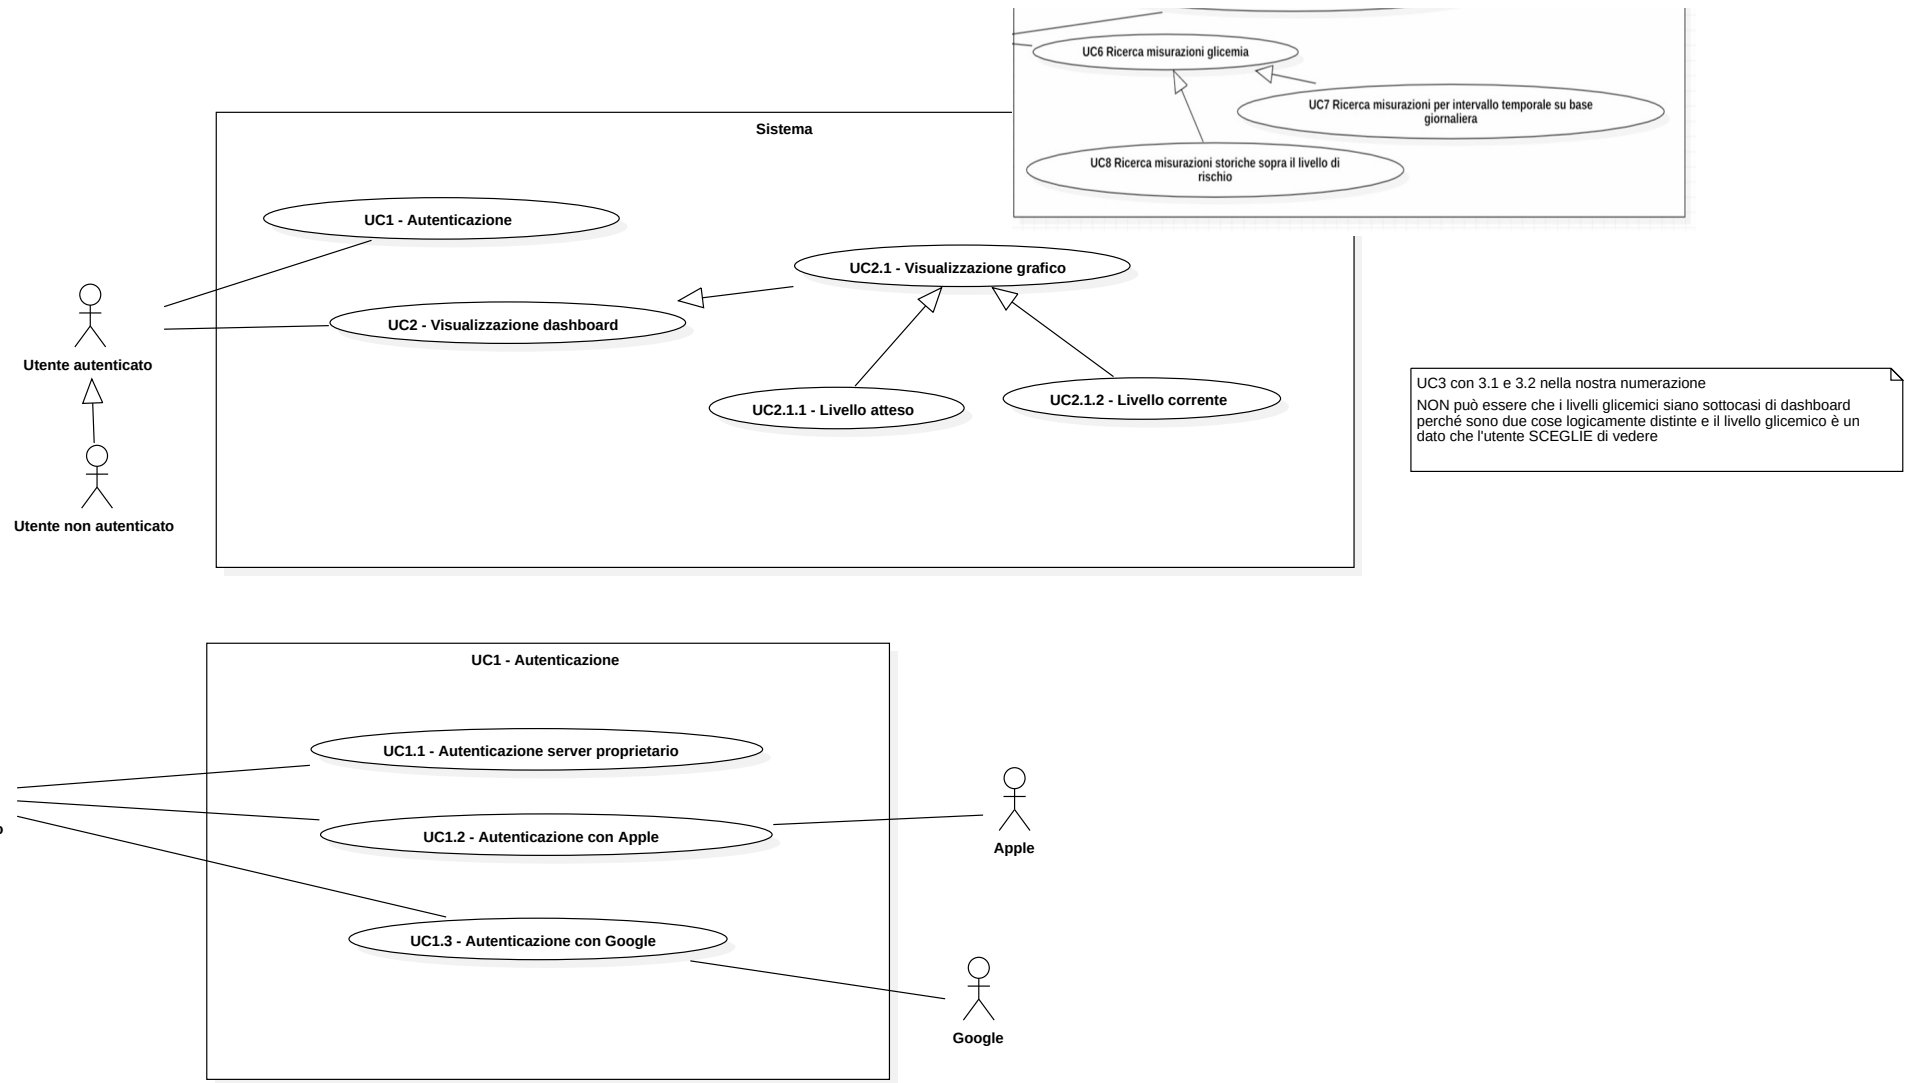 UC6 Ricerca misurazioni glicemia
UC7 Ricerca misurazioni per intervallo temporale su base
giornaliera
UC8 Ricerca misurazioni storiche sopra il livello di
rischio
Sistema
UC1 - Autenticazione
UC2.1 - Visualizzazione grafico
UC2 - Visualizzazione dashboard
Utente autenticato
UC2.1.1 - Livello atteso
UC2.1.2 - Livello corrente
UC3 con 3.1 e 3.2 nella nostra numerazione
NON può essere che i livelli glicemici siano sottocasi di dashboard
perché sono due cose logicamente distinte e il livello glicemico è un
dato che l'utente SCEGLIE di vedere
Utente non autenticato
UC1 - Autenticazione
UC1.1 - Autenticazione server proprietario
UC1.2 - Autenticazione con Apple
Apple
UC1.3 - Autenticazione con Google
Google